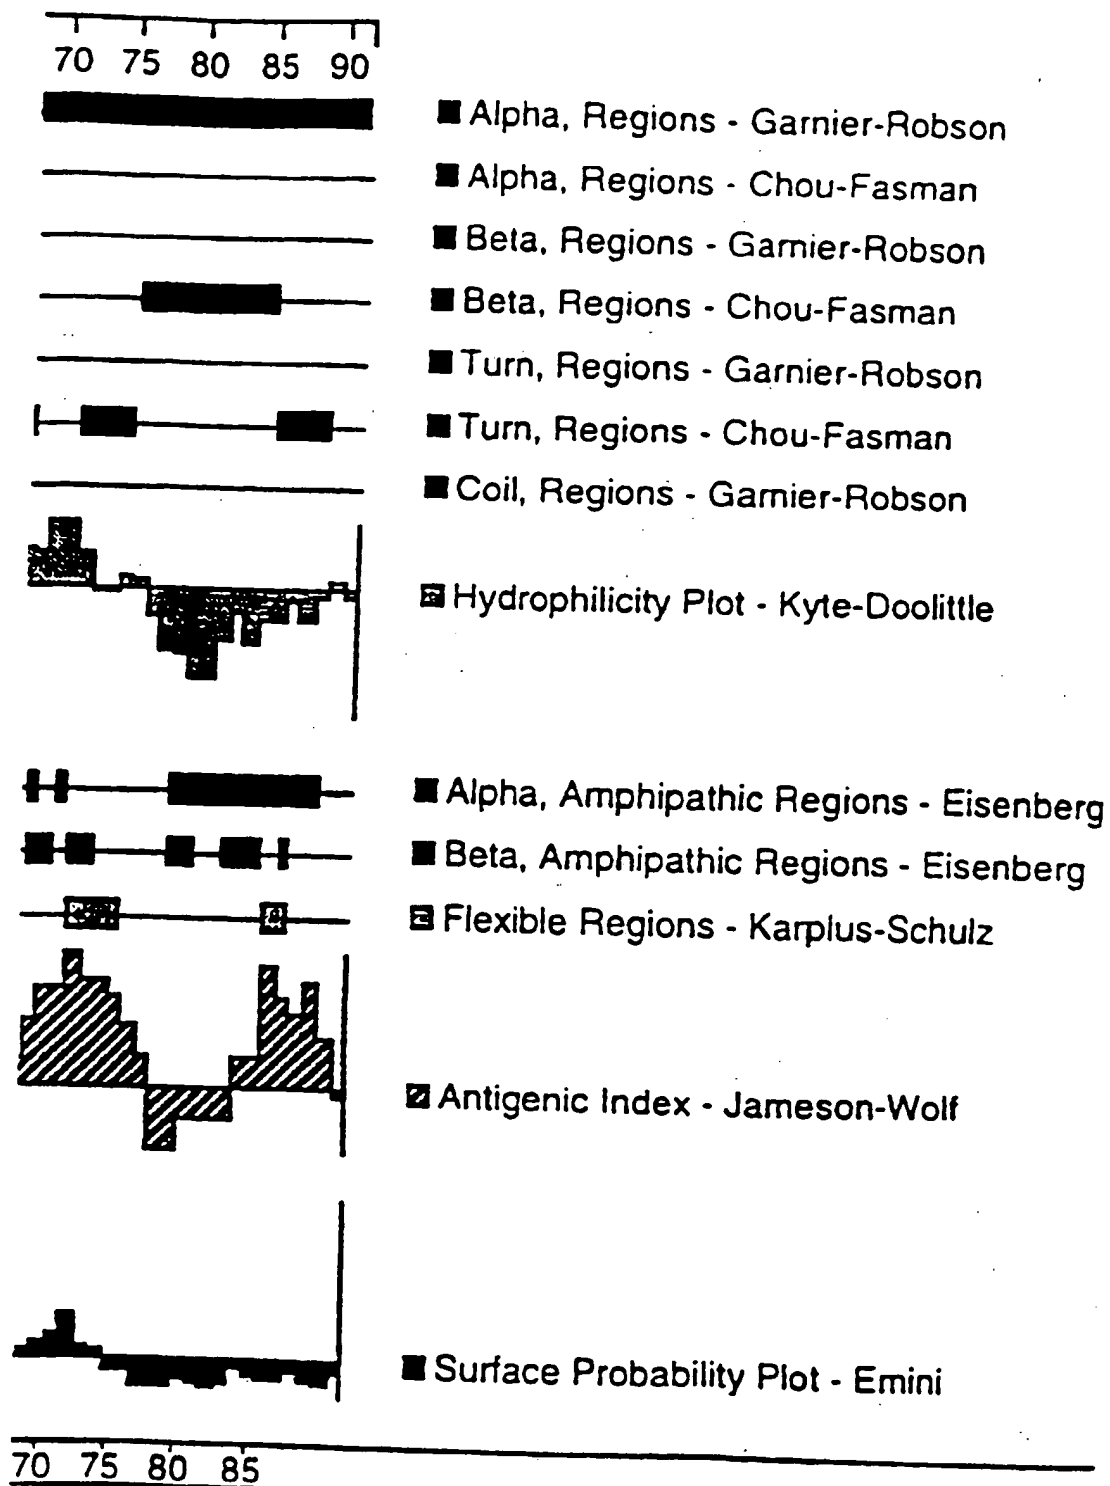 70 75 80 85 90
Alpha, Regions - Garnier-Robson
Alpha, Regions - Chou-Fasman
Beta, Regions - Garnier-Robson
Beta, Regions - Chou-Fasman
Turn, Regions - Garnier-Robson
Turn, Regions - Chou-Fasman
Coil, Regions - Garnier-Robson
Hydrophilicity Plot - Kyte-Doolittle
Alpha, Amphipathic Regions - Eisenberg
Beta, Amphipathic Regions - Eisenberg
Flexible Regions - Karplus-Schulz
Antigenic Index - Jameson-Wolf
Surface Probability Plot - Emini
70 75 80 85